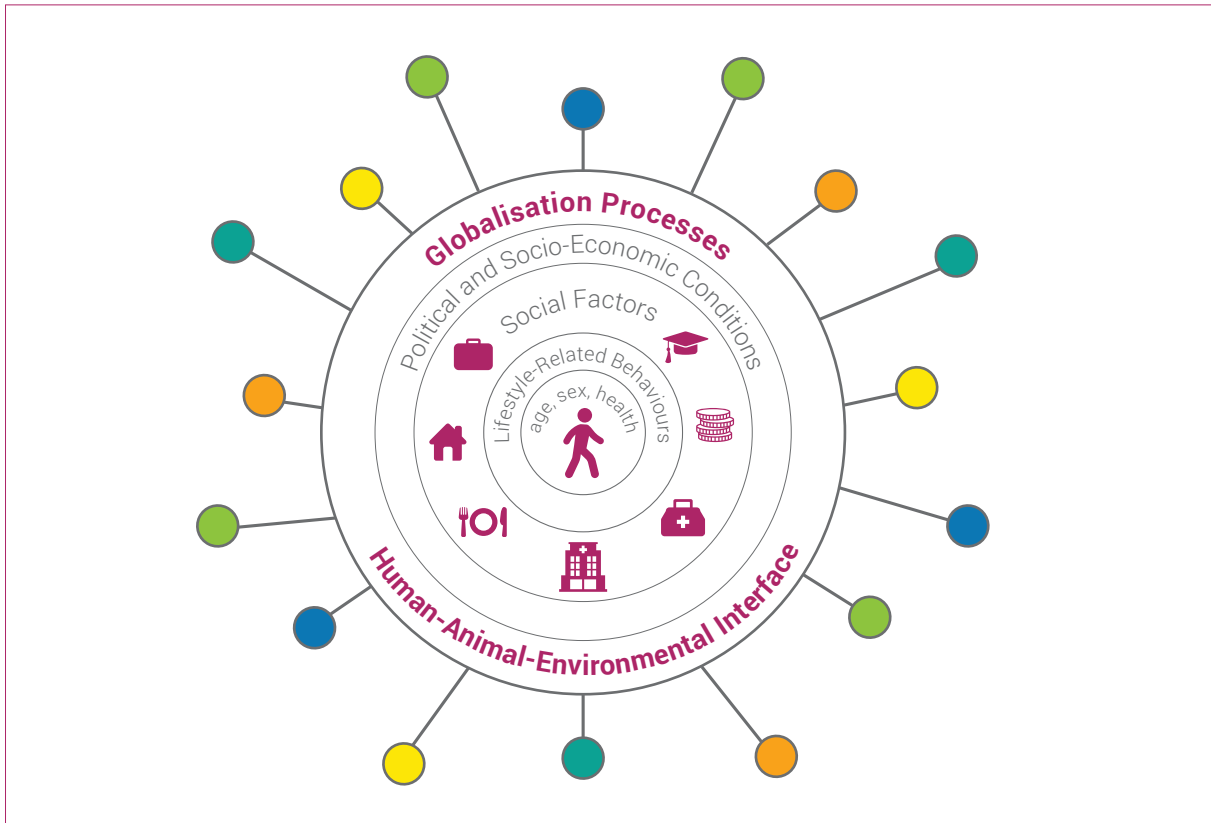 Globalisation Processes
Political and Socio-Economic Conditions
Social Factors
Lifestyle-Related Behaviours
age, sex, health
Human-Animal-Environmental Interface